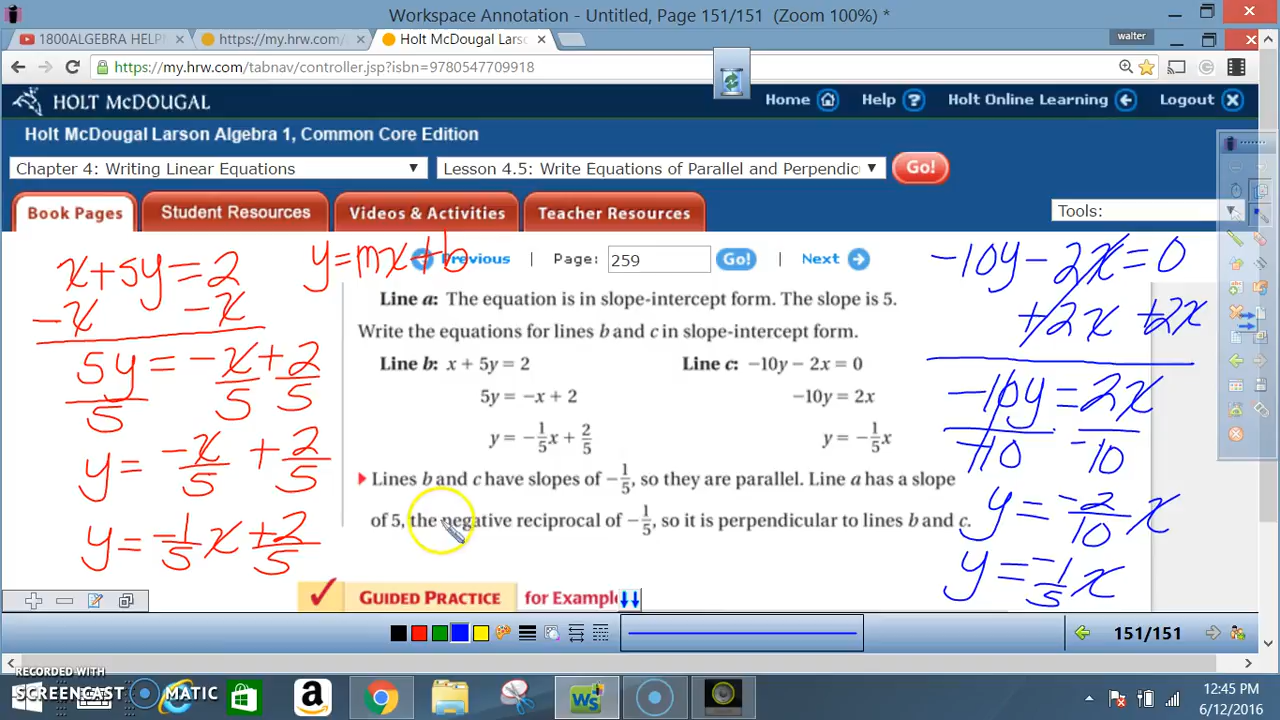 Workspace Annotation - Untitled, Page 151/151 (Zoom 100%) *
1800ALGEBRA HELP
https://my.hrw.com/
Holt McDougal Lars
walter
https://my.hrw.com/tabnav/controller.jsp?isbn=9780547709918
HOLT MCDOUGAL
Home
Help
Holt Online Learning
Logout
Holt McDougal Larson Algebra 1, Common Core Edition
Chapter 4: Writing Linear Equations
Lesson 4.5: Write Equations of Parallel and Perpendic
Go!
Book Pages
Student Resources
Videos & Activities
Teacher Resources
Tools:
Previous
Page:
259
Go!
Next
y=mx+b
x+5y=2
-x -x
5y=-x+2
5 5 5
y=-x/5+2/5
y=-1/5x+2/5
Line a: The equation is in slope-intercept form. The slope is 5.
Write the equations for lines b and c in slope-intercept form.
Line b: x + 5y = 2
5y = -x + 2
y = -1/5x + 2/5
Line c: -10y - 2x = 0
-10y = 2x
y = -1/5x
Lines b and c have slopes of -1/5, so they are parallel. Line a has a slope
of 5, the negative reciprocal of -1/5, so it is perpendicular to lines b and c.
GUIDED PRACTICE
for Exampl
-10y-2x=0
+2x +2x
-10y=2x
-10 -10
y=-2/10x
y=-1/5x
151/151
RECORDED WITH
SCREENCAST MATIC
12:45 PM
6/12/2016